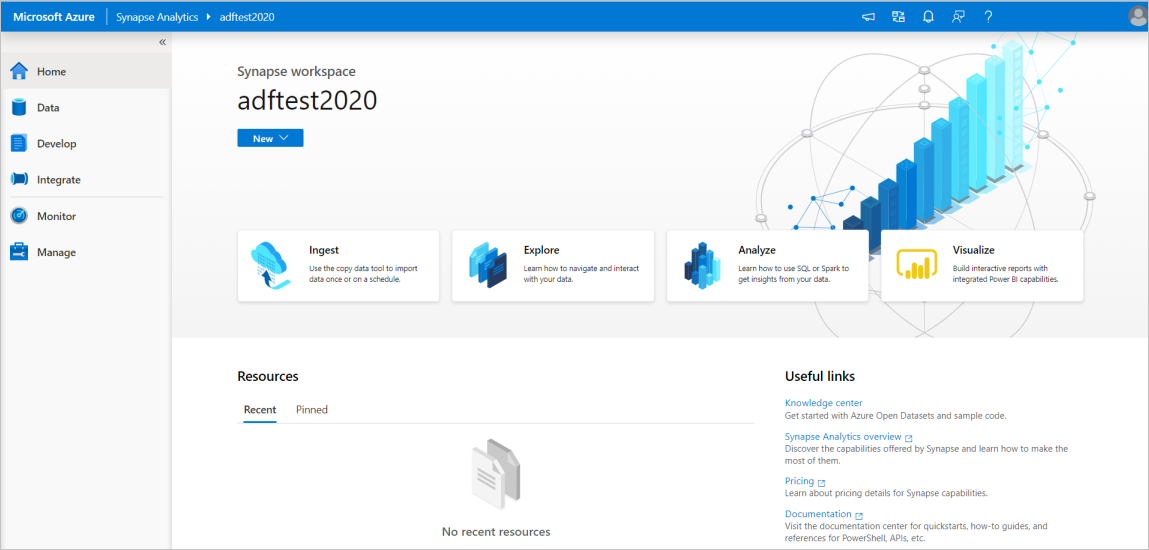 Microsoft Azure
Synapse Analytics
adftest2020
?
«
Home
Data
Develop
Integrate
Monitor
Manage
Synapse workspace
adftest2020
New
Ingest
Use the copy data tool to import
data once or on a schedule.
Explore
Learn how to navigate and interact
with your data.
Analyze
Learn how to use SQL or Spark to
get insights from your data.
Visualize
Build interactive reports with
integrated Power BI capabilities.
Resources
Recent
Pinned
No recent resources
Useful links
Knowledge center
Get started with Azure Open Datasets and sample code.
Synapse Analytics overview
Discover the capabilities offered by Synapse and learn how to make the
most of them.
Pricing
Learn about pricing details for Synapse capabilities.
Documentation
Visit the documentation center for quickstarts, how-to guides, and
references for PowerShell, APIs, etc.